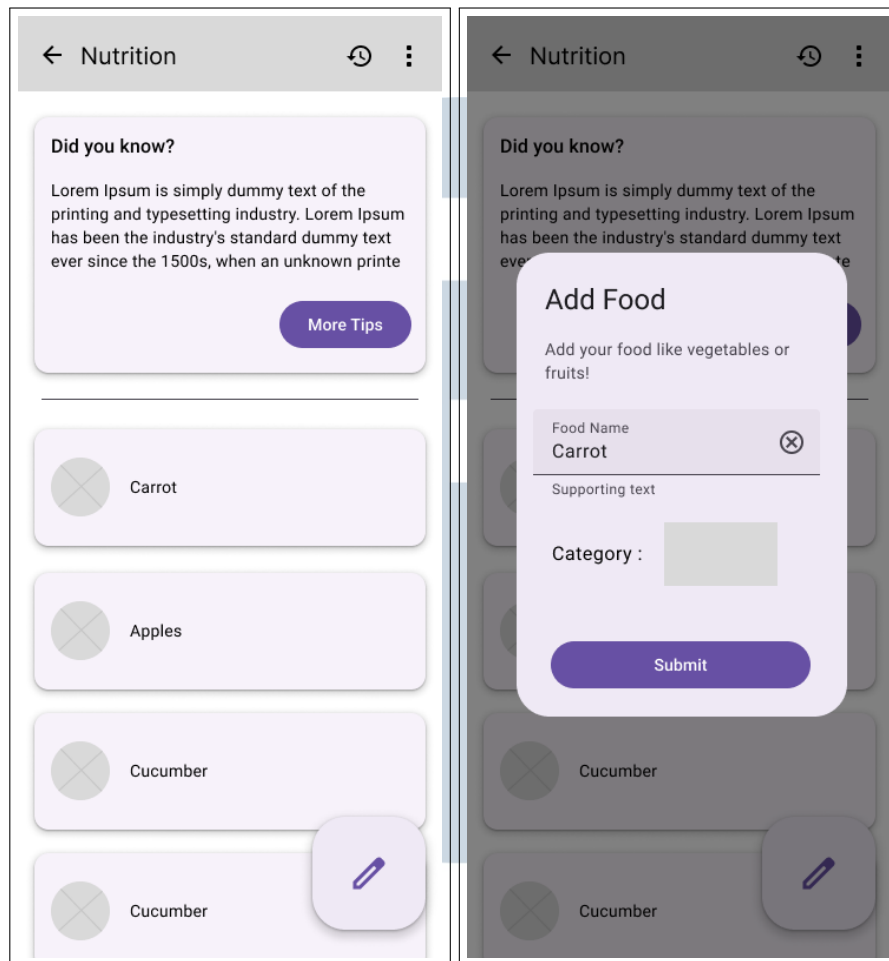 Nutrition
Did you know?
Lorem Ipsum is simply dummy text of the
printing and typesetting industry. Lorem Ipsum
has been the industry's standard dummy text
ever since the 1500s, when an unknown printe
More Tips
Carrot
Apples
Cucumber
Cucumber
Nutrition
Did you know?
Lorem Ipsum is simply dummy text of the
printing and typesetting industry. Lorem Ipsum
has been the industry's standard dummy text
Add Food
Add your food like vegetables or
fruits!
Food Name
Carrot
Supporting text
Category :
Submit
Cucumber
Cucumber